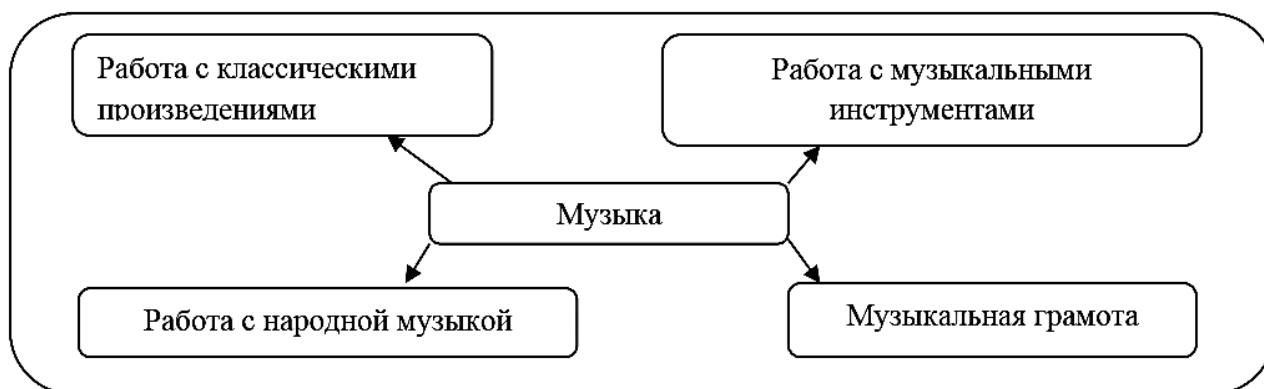 Работа с классическими
произведениями
Работа с музыкальными
инструментами
Музыка
Работа с народной музыкой
Музыкальная грамота